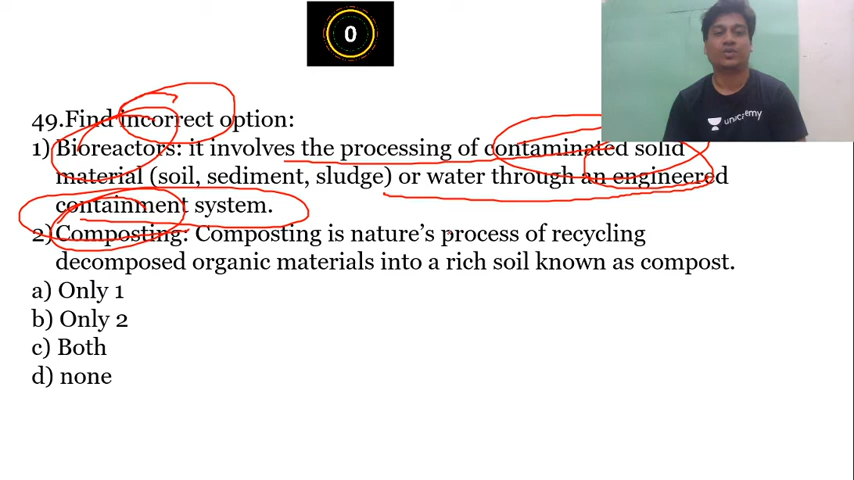 0
unacademy
49.Find incorrect option:
1) Bioreactors: it involves the processing of contaminated solid
material (soil, sediment, sludge) or water through an engineered
containment system.
2) Composting: Composting is nature's process of recycling
decomposed organic materials into a rich soil known as compost.
a) Only 1
b) Only 2
c) Both
d) none